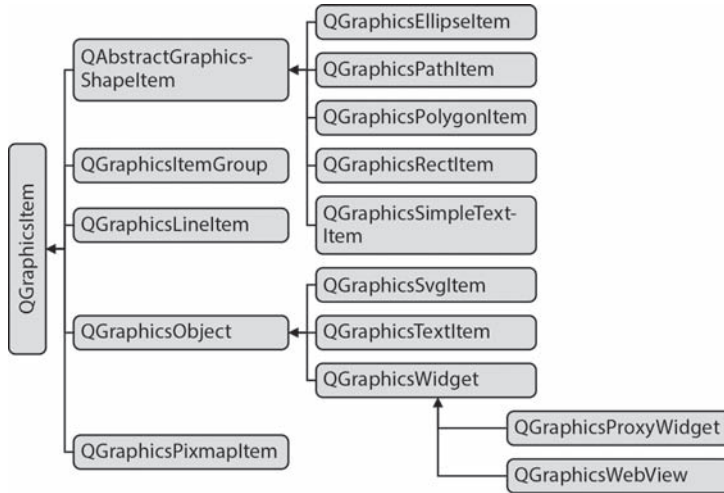 QGraphicsItem
QAbstractGraphics-
ShapeItem
QGraphicsItemGroup
QGraphicsLineItem
QGraphicsObject
QGraphicsPixmapItem
QGraphicsEllipseItem
QGraphicsPathItem
QGraphicsPolygonItem
QGraphicsRectItem
QGraphicsSimpleText-
Item
QGraphicsSvgItem
QGraphicsTextItem
QGraphicsWidget
QGraphicsProxyWidget
QGraphicsWebView